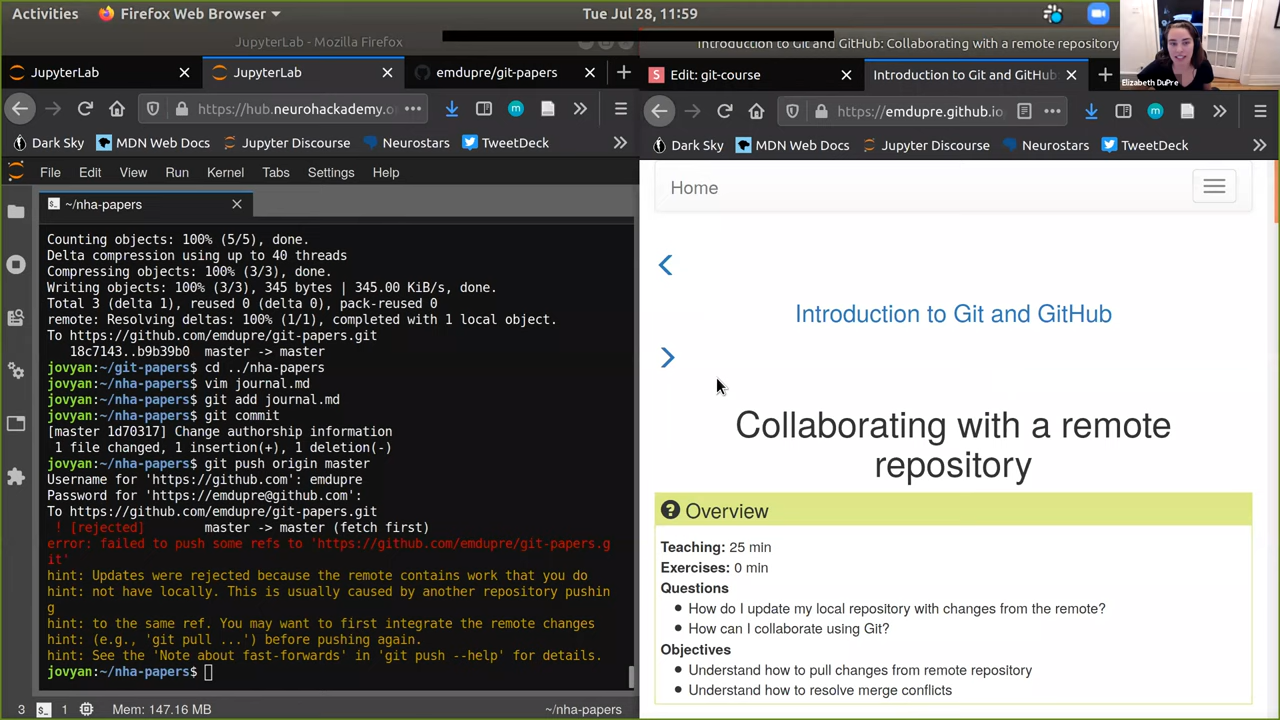 Activities
Firefox Web Browser
Tue Jul 28, 11:59
JupyterLab - Mozilla Firefox
JupyterLab
JupyterLab
emdupre/git-papers
https://hub.neurohackademy.o
Dark Sky
MDN Web Docs
Jupyter Discourse
Neurostars
TweetDeck
File Edit View Run Kernel Tabs Settings Help
~/nha-papers
Counting objects: 100% (5/5), done.
Delta compression using up to 40 threads
Compressing objects: 100% (3/3), done.
Writing objects: 100% (3/3), 345 bytes | 345.00 KiB/s, done.
Total 3 (delta 1), reused 0 (delta 0), pack-reused 0
remote: Resolving deltas: 100% (1/1), completed with 1 local object.
To https://github.com/emdupre/git-papers.git
18c7143..b9b39b0 master -> master
jovyan:~/git-papers$ cd ../nha-papers
jovyan:~/nha-papers$ vim journal.md
jovyan:~/nha-papers$ git add journal.md
jovyan:~/nha-papers$ git commit
[master 1d70317] Change authorship information
1 file changed, 1 insertion(+), 1 deletion(-)
jovyan:~/nha-papers$ git push origin master
Username for 'https://github.com': emdupre
Password for 'https://emdupre@github.com':
To https://github.com/emdupre/git-papers.git
! [rejected] master -> master (fetch first)
error: failed to push some refs to 'https://github.com/emdupre/git-papers.g
it'
hint: Updates were rejected because the remote contains work that you do
hint: not have locally. This is usually caused by another repository pushin
g
hint: to the same ref. You may want to first integrate the remote changes
hint: (e.g., 'git pull ...') before pushing again.
hint: See the 'Note about fast-forwards' in 'git push --help' for details.
jovyan:~/nha-papers$
3
1
Mem: 147.16 MB
~/nha-papers
Introduction to Git and GitHub: Collaborating with a remote repository
Elizabeth DuPre
Edit: git-course
Introduction to Git and GitHub:
https://emdupre.github.io
Dark Sky
MDN Web Docs
Jupyter Discourse
Neurostars
TweetDeck
Home
Introduction to Git and GitHub
Collaborating with a remote
repository
Overview
Teaching: 25 min
Exercises: 0 min
Questions
How do I update my local repository with changes from the remote?
How can I collaborate using Git?
Objectives
Understand how to pull changes from remote repository
Understand how to resolve merge conflicts